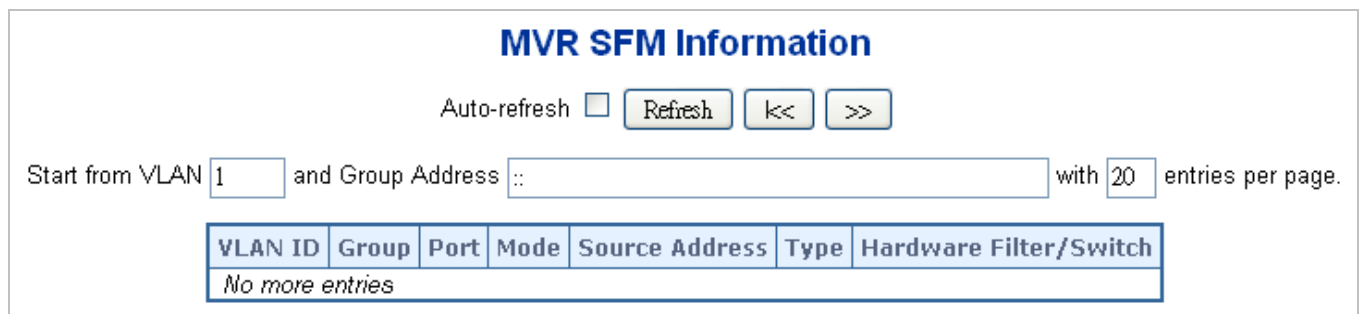 MVR SFM Information
Auto-refresh Refresh |<< >>
Start from VLAN 1 and Group Address :: with 20 entries per page.
VLAN ID Group Port Mode Source Address Type Hardware Filter/Switch
No more entries